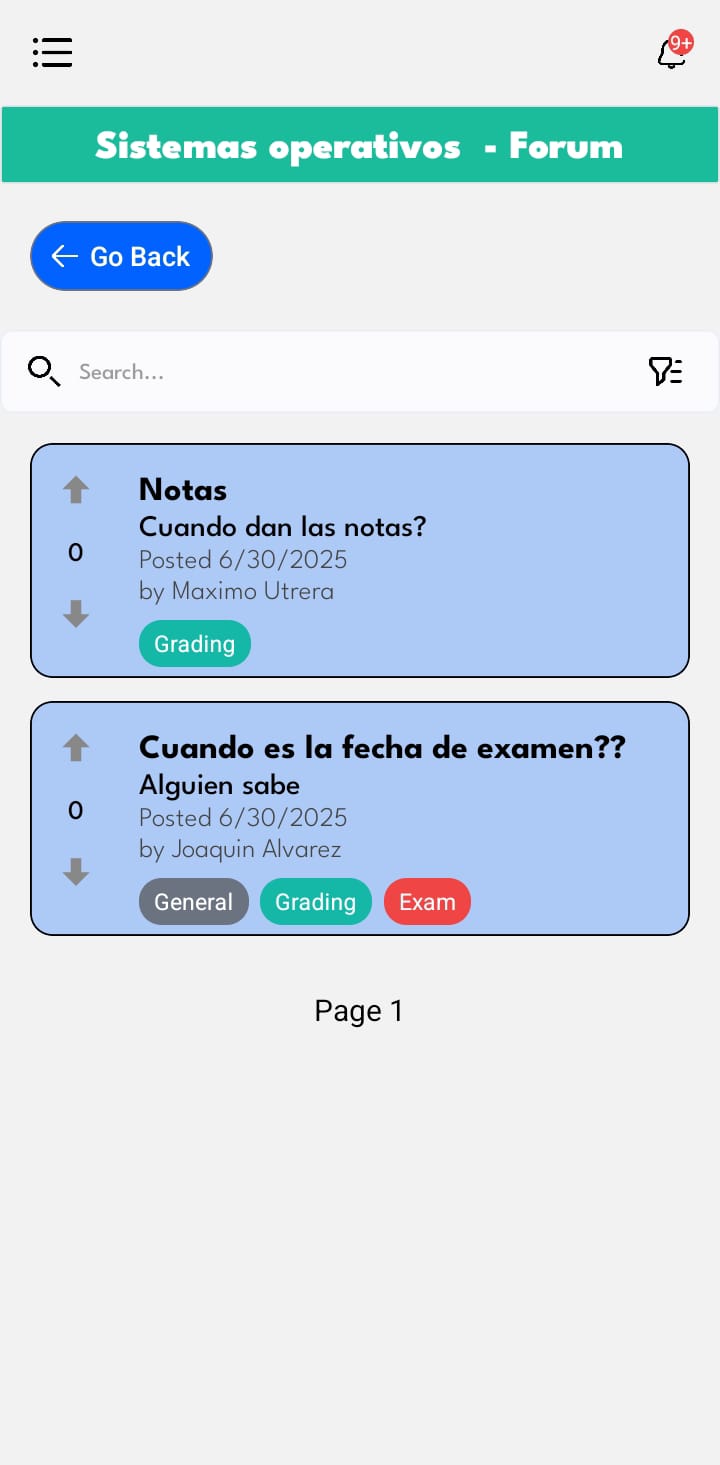 9+
Sistemas operativos - Forum
Go Back
Search...
Notas
Cuando dan las notas?
0
Posted 6/30/2025
by Maximo Utrera
Grading
Cuando es la fecha de examen??
Alguien sabe
0
Posted 6/30/2025
by Joaquin Alvarez
General Grading Exam
Page 1